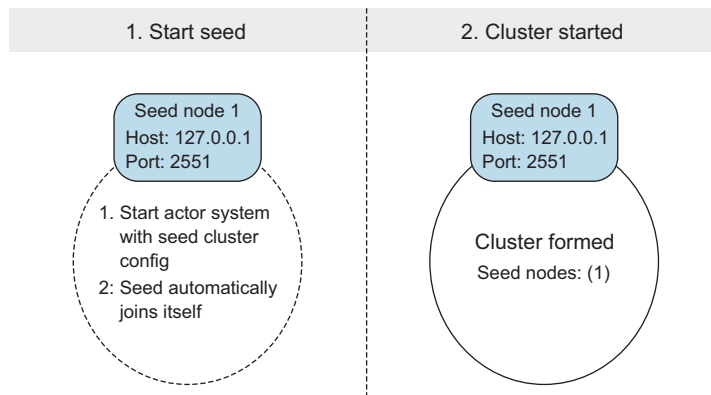 1. Start seed
2. Cluster started
Seed node 1
Host: 127.0.0.1
Port: 2551
1. Start actor system
with seed cluster
config
2: Seed automatically
joins itself
Seed node 1
Host: 127.0.0.1
Port: 2551
Cluster formed
Seed nodes: (1)